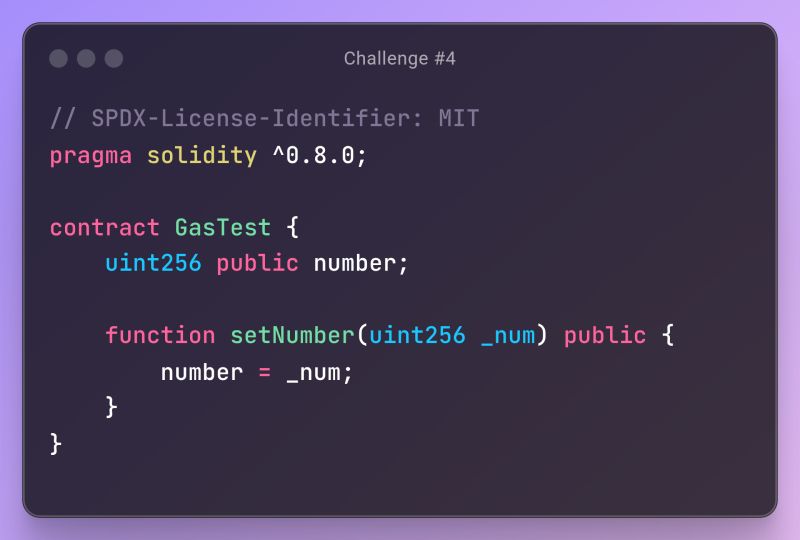 Challenge #4
// SPDX-License-Identifier: MIT
pragma solidity ^0.8.0;
contract GasTest {
    uint256 public number;
    function setNumber(uint256 _num) public {
        number = _num;
    }
}